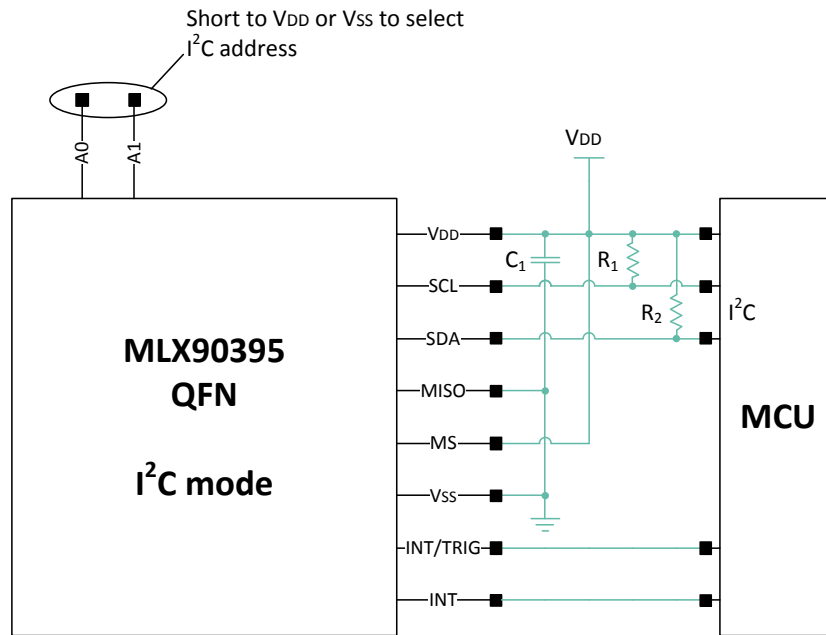 Short to VDD or VSS to select
I²C address
A0
A1
VDD
VDD
C₁
R₁
SCL
R₂
I²C
SDA
MLX90395
QFN
I²C mode
MISO
MS
VSS
INT/TRIG
INT
MCU